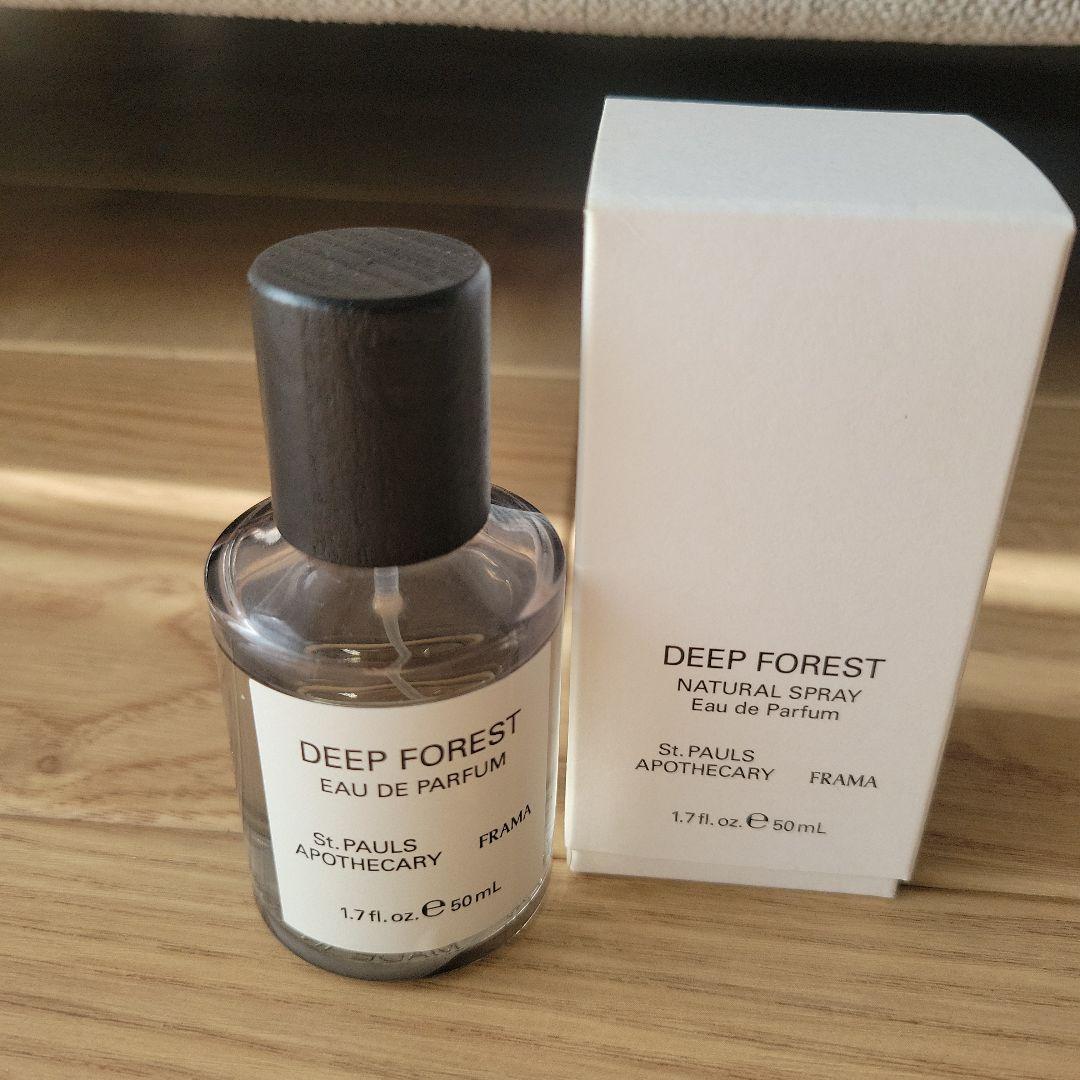 DEEP FOREST
EAU DE PARFUM
St. PAULS
APOTHECARY FRAMA
1.7 fl. oz. ℮ 50 mL
DEEP FOREST
NATURAL SPRAY
Eau de Parfum
St. PAULS
APOTHECARY FRAMA
1.7 fl. oz. ℮ 50 mL